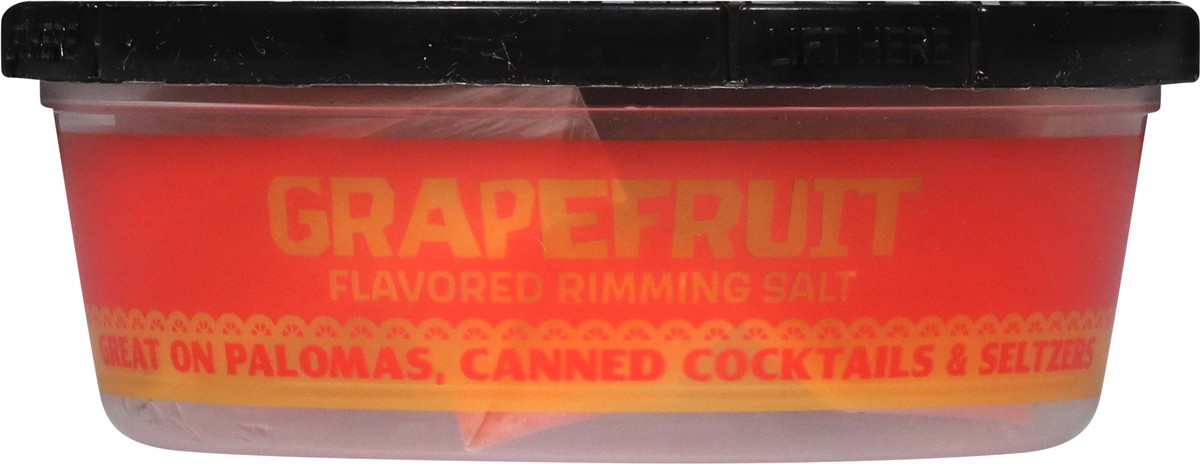 LIFT HERE
GRAPEFRUIT
FLAVORED RIMMING SALT
GREAT ON PALOMAS, CANNED COCKTAILS & SELTZERS